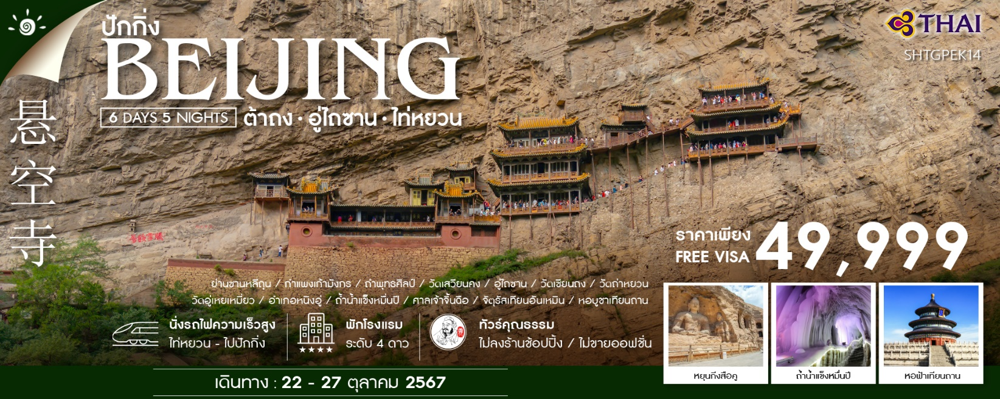 ปักกิ่ง
BEIJING
6 DAYS 5 NIGHTS ต้าถง · อู่ไถซาน · ไท่หยวน
悬空寺
THAI
SHTGPEK14
ราคาเพียง 49,999
FREE VISA
ย่านซานหลีถุน / กำแพงเก้ามังกร / ถ้ำพุทธศิลป์ / วัดเสวียนคง / อู่ไถซาน / วัดเซียนถง / วัดถ่าหยวน
วัดอู่เหยเหมี่ยว / อำเภอหนิงอู่ / ถ้ำน้ำแข็งหมื่นปี / ศาลเจ้าจิ้นฉือ / จัตุรัสเทียนอันเหมิน / หอบูชาเทียนถาน
นั่งรถไฟความเร็วสูง
ไท่หยวน - ไปปักกิ่ง
พักโรงแรม
ระดับ 4 ดาว
ทัวร์คุณธรรม
ไม่ลงร้านช้อปปิ้ง / ไม่ขายออฟชั่น
หยุนกังสือคู
ถ้ำน้ำแข็งหมื่นปี
หอฟ้าเทียนถาน
เดินทาง : 22 - 27 ตุลาคม 2567